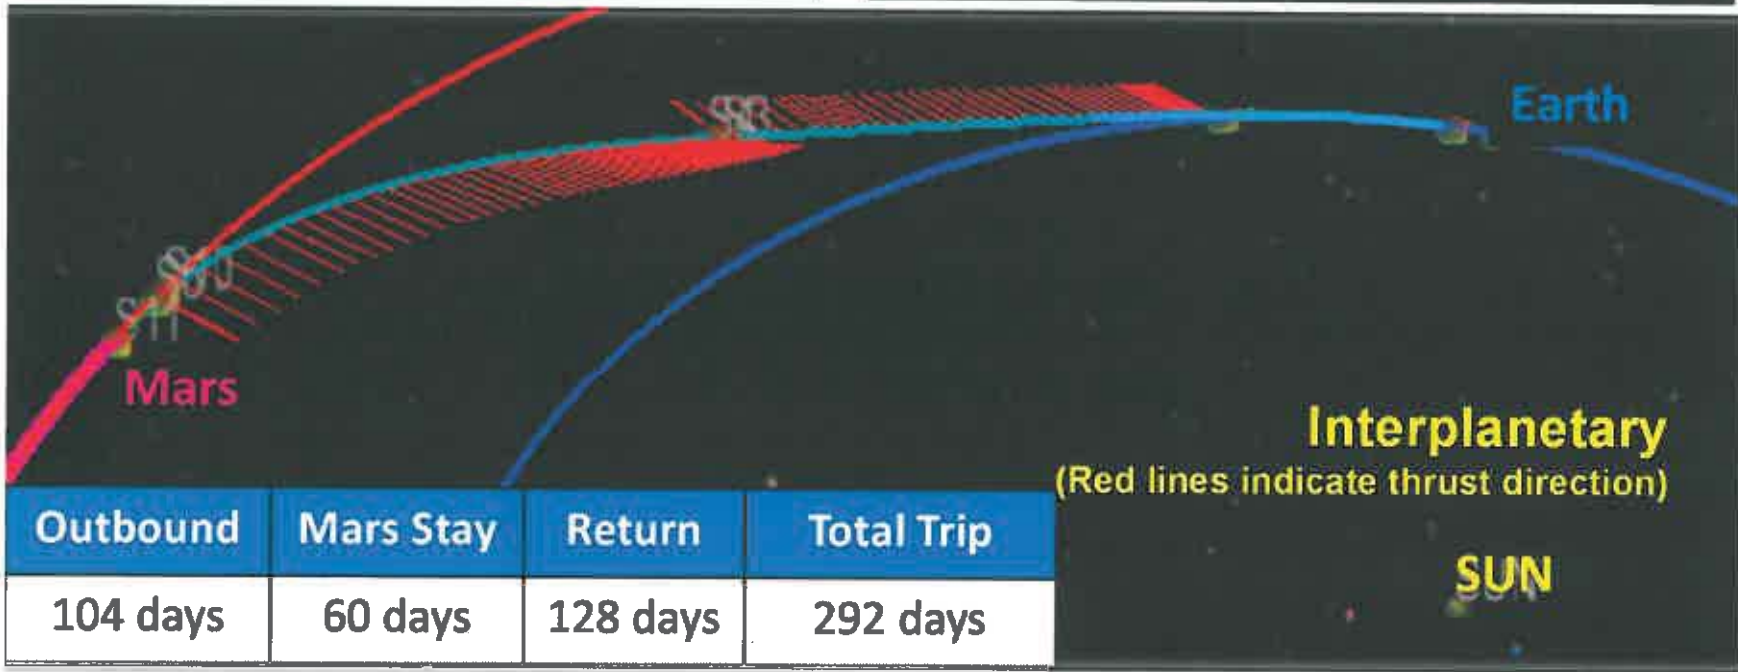 Earth
Mars
Interplanetary
(Red lines indicate thrust direction)
SUN
Outbound Mars Stay Return Total Trip
104 days 60 days 128 days 292 days